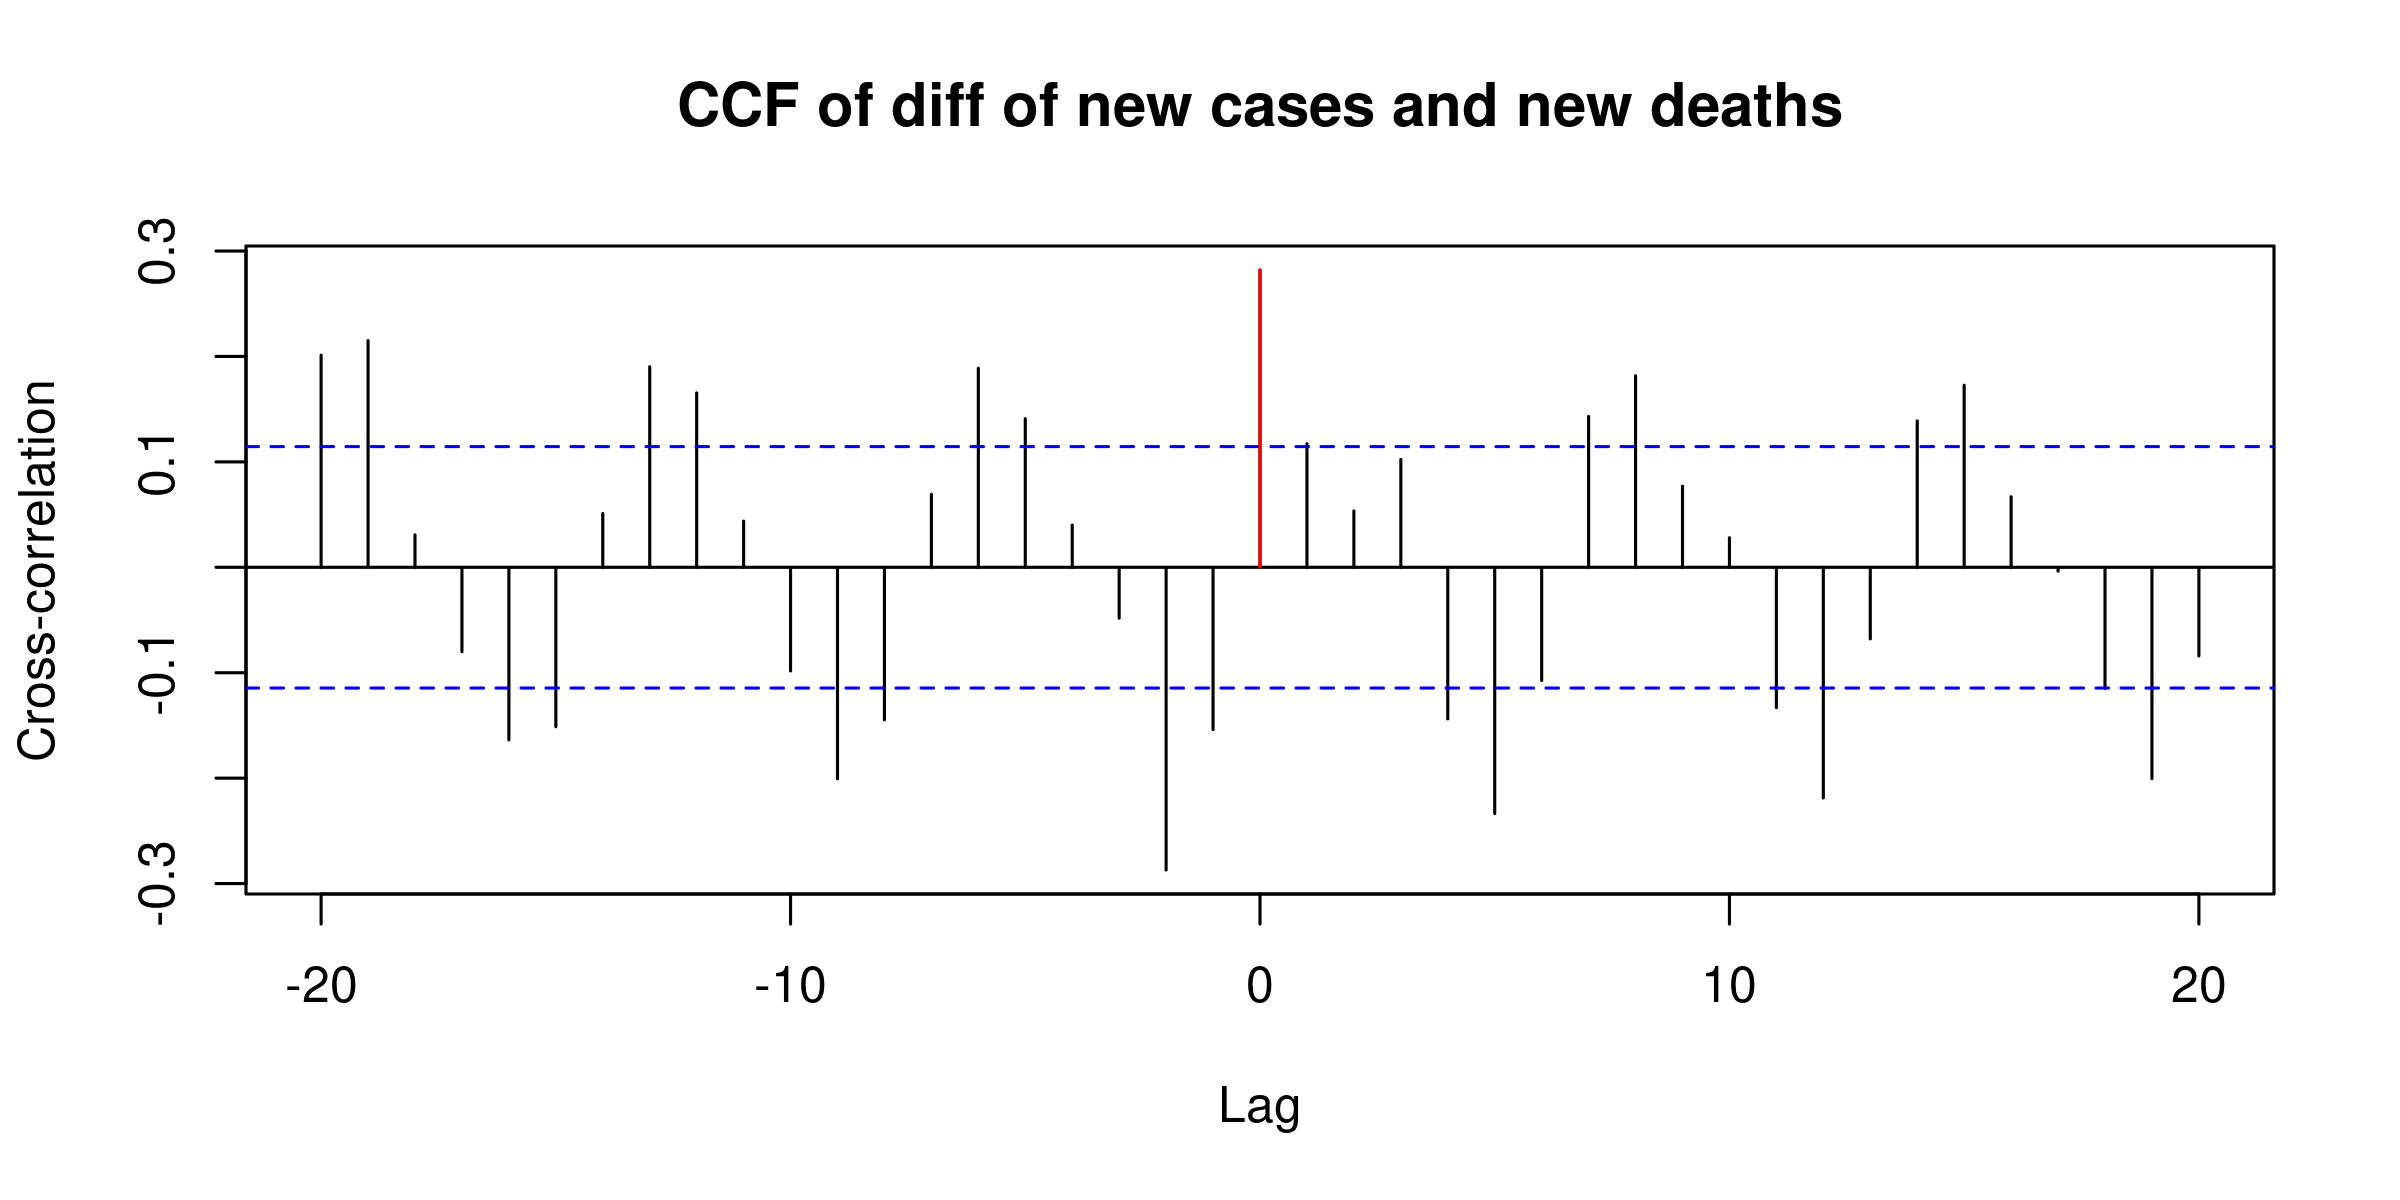 CCF of diff of new cases and new deaths
Cross-correlation
0.3
0.1
-0.1
-0.3
-20 -10 0 10 20
Lag